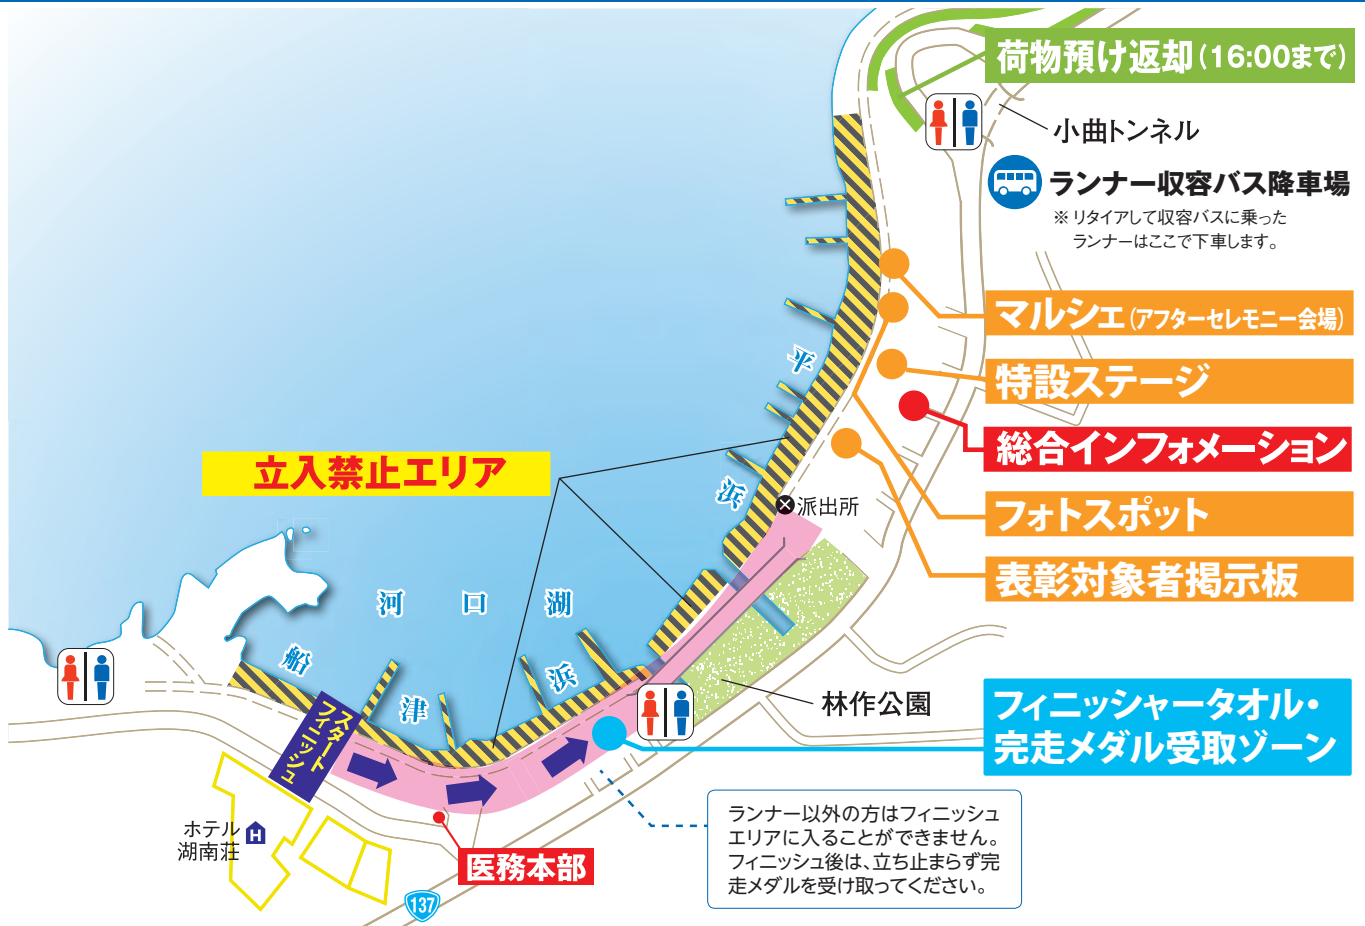 荷物預け返却(16:00まで)
小曲トンネル
ランナー収容バス降車場
※リタイアして収容バスに乗った
ランナーはここで下車します。
マルシェ(アフターセレモニー会場)
特設ステージ
総合インフォメーション
フォトスポット
表彰対象者掲示板
立入禁止エリア
平浜
派出所
河口湖
船津浜
林作公園
フィニッシャータオル・
完走メダル受取ゾーン
スタート
フィニッシュ
ランナー以外の方はフィニッシュ
エリアに入ることができません。
フィニッシュ後は、立ち止まらず完
走メダルを受け取ってください。
ホテル
湖南荘
H
医務本部
137